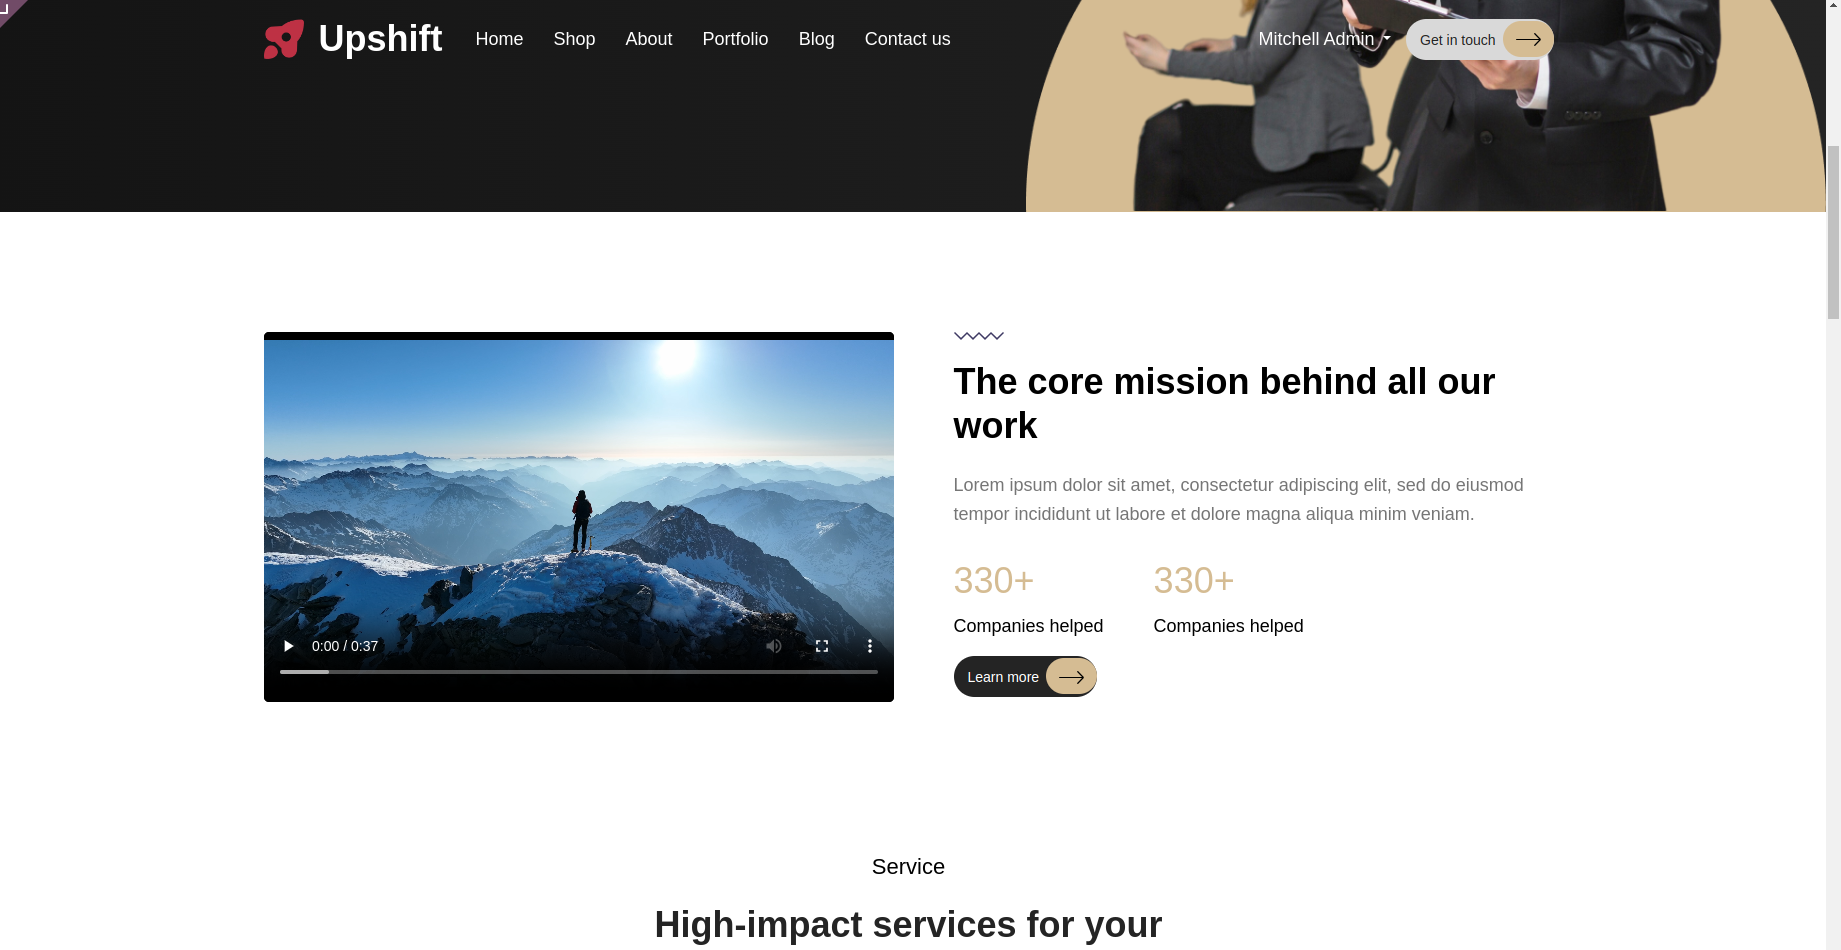 Upshift
Home
Shop
About
Portfolio
Blog
Contact us
Mitchell Admin
Get in touch
The core mission behind all our
work
Lorem ipsum dolor sit amet, consectetur adipiscing elit, sed do eiusmod
tempor incididunt ut labore et dolore magna aliqua minim veniam.
330+
330+
Companies helped
Companies helped
0:00 / 0:37
Learn more
Service
High-impact services for your